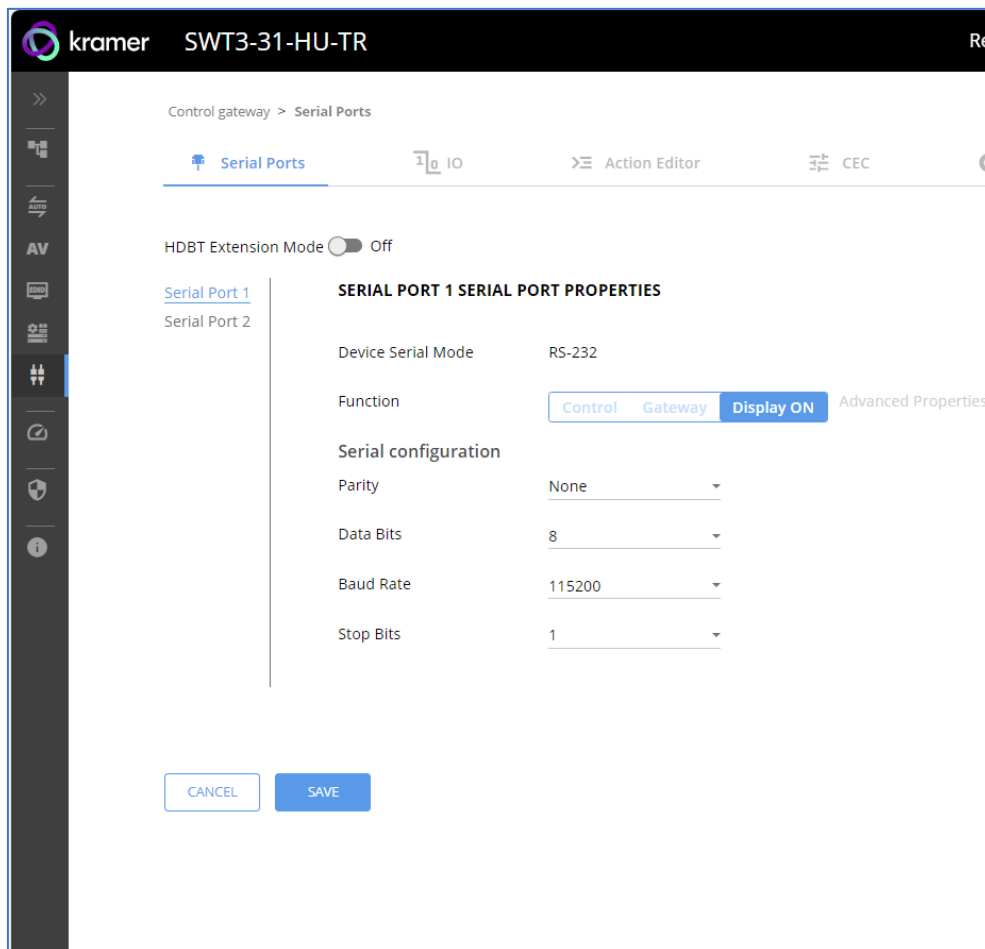 kramer SWT3-31-HU-TR Re
Control gateway > Serial Ports
Serial Ports IO Action Editor CEC
AUTO
HDBT Extension Mode Off
AV
Serial Port 1 SERIAL PORT 1 SERIAL PORT PROPERTIES
EDID
Serial Port 2
Device Serial Mode RS-232
Function Control Gateway Display ON Advanced Properties
Serial configuration
Parity None
Data Bits 8
Baud Rate 115200
Stop Bits 1
CANCEL SAVE